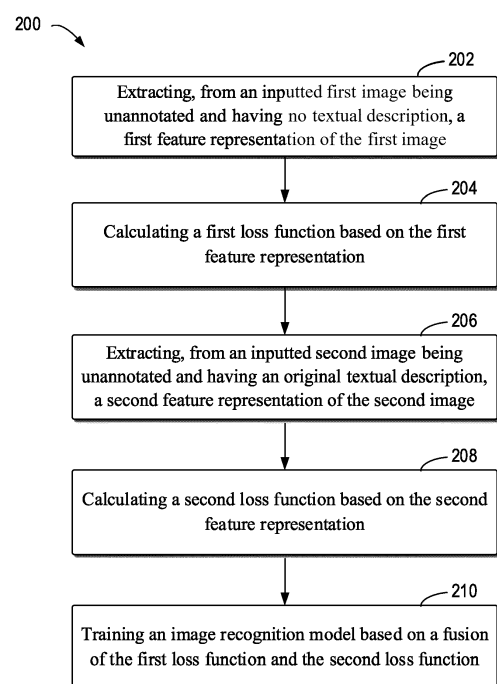 200
202
Extracting, from an inputted first image being
unannotated and having no textual description, a
first feature representation of the first image
204
Calculating a first loss function based on the first
feature representation
206
Extracting, from an inputted second image being
unannotated and having an original textual description,
a second feature representation of the second image
208
Calculating a second loss function based on the second
feature representation
210
Training an image recognition model based on a fusion
of the first loss function and the second loss function